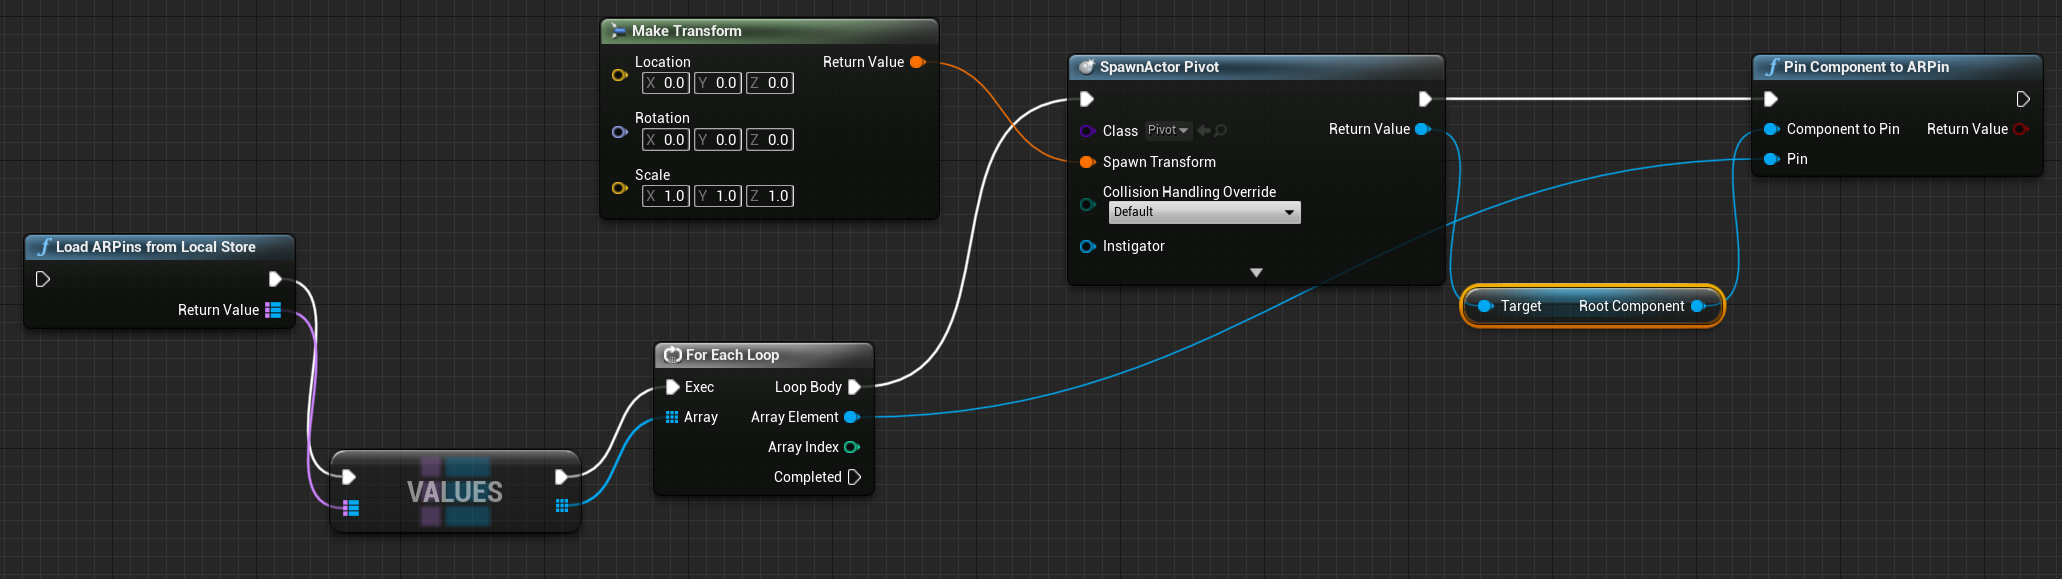 Make Transform
Location
Return Value
X 0.0 Y 0.0 Z 0.0
Rotation
X 0.0 Y 0.0 Z 0.0
Scale
X 1.0 Y 1.0 Z 1.0
SpawnActor Pivot
Class Pivot
Return Value
Spawn Transform
Collision Handling Override
Default
Instigator
f Pin Component to ARPin
Component to Pin
Return Value
Pin
f Load ARPins from Local Store
Return Value
Target
Root Component
For Each Loop
Exec
Loop Body
Array
Array Element
Array Index
Completed
VALUES